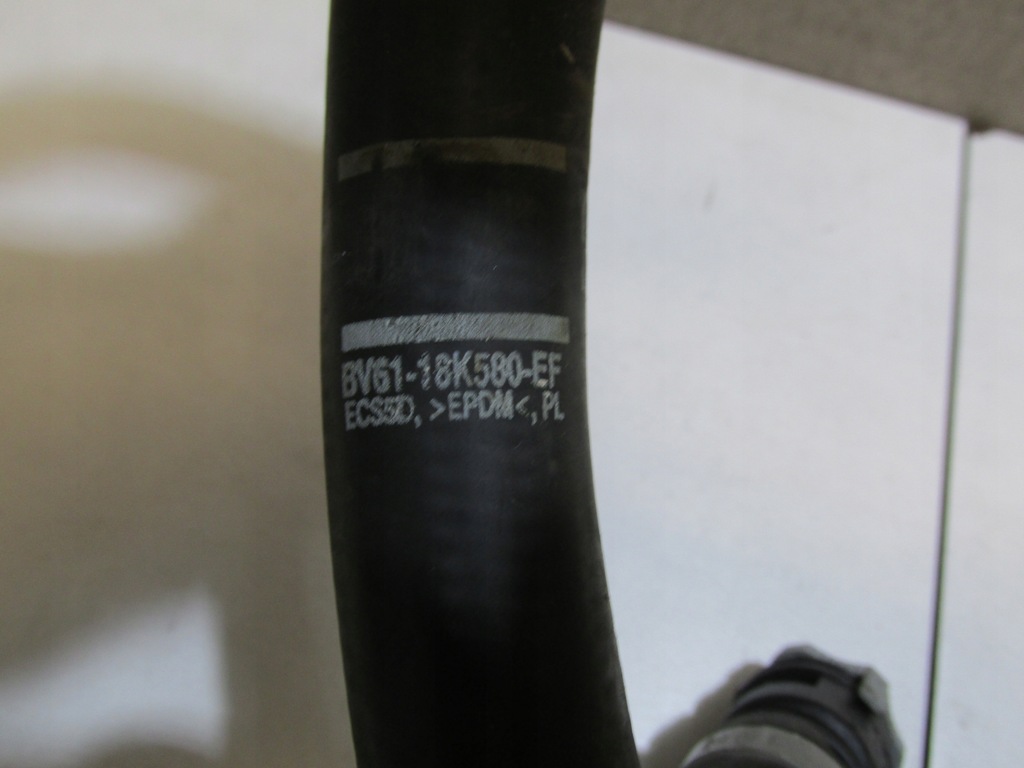 BV61-18K580-EF
ECS5D, >EPDM<, PL